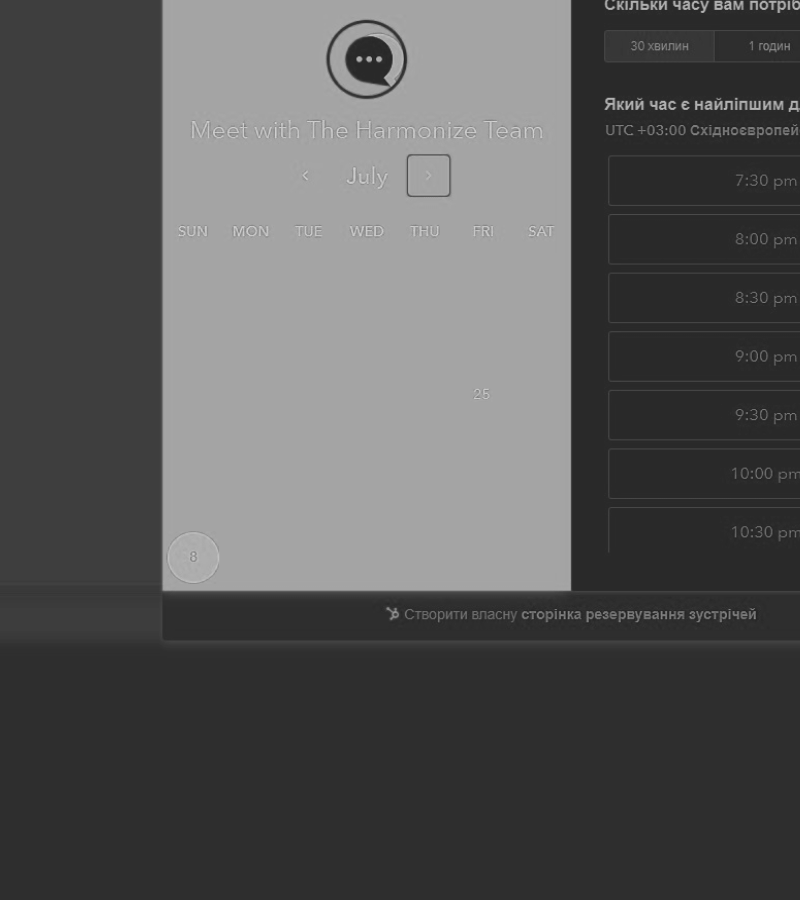 Meet with The Harmonize Team
July
SUN MON TUE WED THU FRI SAT
25
8
Скільки часу вам потріб
30 хвилин
1 годин
Який час є найліпшим д
UTC +03:00 Східноєвропей
7:30 pm
8:00 pm
8:30 pm
9:00 pm
9:30 pm
10:00 pm
10:30 pm
Створити власну сторінка резервування зустрічей